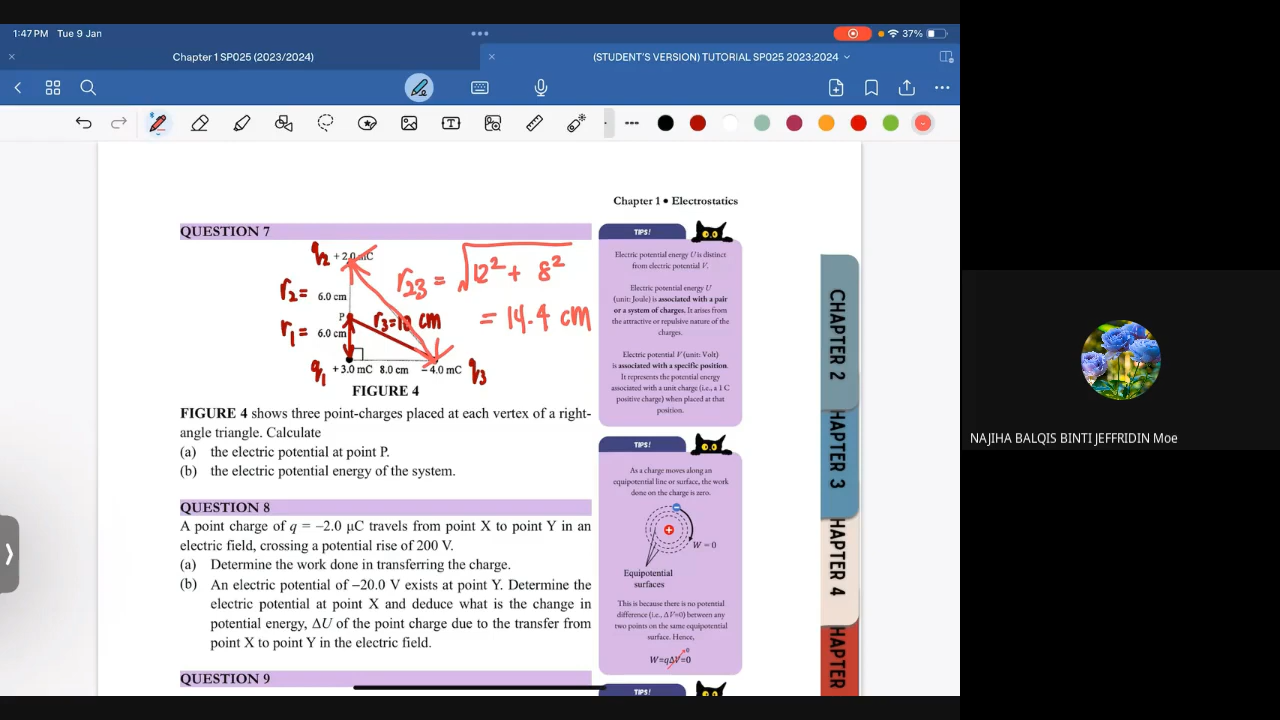 1:47 PM Tue 9 Jan
37%
Chapter 1 SP025 (2023/2024)
(STUDENT'S VERSION) TUTORIAL SP025 2023:2024
Chapter 1 • Electrostatics
QUESTION 7
q2 + 2.0 mC
r23 = √12² + 8²
= 14.4 cm
r2 = 6.0 cm
P r3=10 cm
r1 = 6.0 cm
q1 + 3.0 mC 8.0 cm − 4.0 mC q3
FIGURE 4
FIGURE 4 shows three point-charges placed at each vertex of a right-
angle triangle. Calculate
(a) the electric potential at point P.
(b) the electric potential energy of the system.
QUESTION 8
A point charge of q = −2.0 μC travels from point X to point Y in an
electric field, crossing a potential rise of 200 V.
(a) Determine the work done in transferring the charge.
(b) An electric potential of −20.0 V exists at point Y. Determine the
electric potential at point X and deduce what is the change in
potential energy, ΔU of the point charge due to the transfer from
point X to point Y in the electric field.
QUESTION 9
TIPS!
Electric potential energy U is distinct
from electric potential V.
Electric potential energy U
(unit: Joule) is associated with a pair
or a system of charges. It arises from
the attractive or repulsive nature of the
charges.
Electric potential V (unit: Volt)
is associated with a specific position.
It represents the potential energy
associated with a unit charge (i.e., a 1 C
positive charge) when placed at that
position.
TIPS!
As a charge moves along an
equipotential line or surface, the work
done on the charge is zero.
W = 0
Equipotential
surfaces
This is because there is no potential
difference (i.e., ΔV=0) between any
two points on the same equipotential
surface. Hence,
W=qΔV=0
0
TIPS!
CHAPTER 2
HAPTER 3
HAPTER 4
HAPTER
NAJIHA BALQIS BINTI JEFFRIDIN Moe